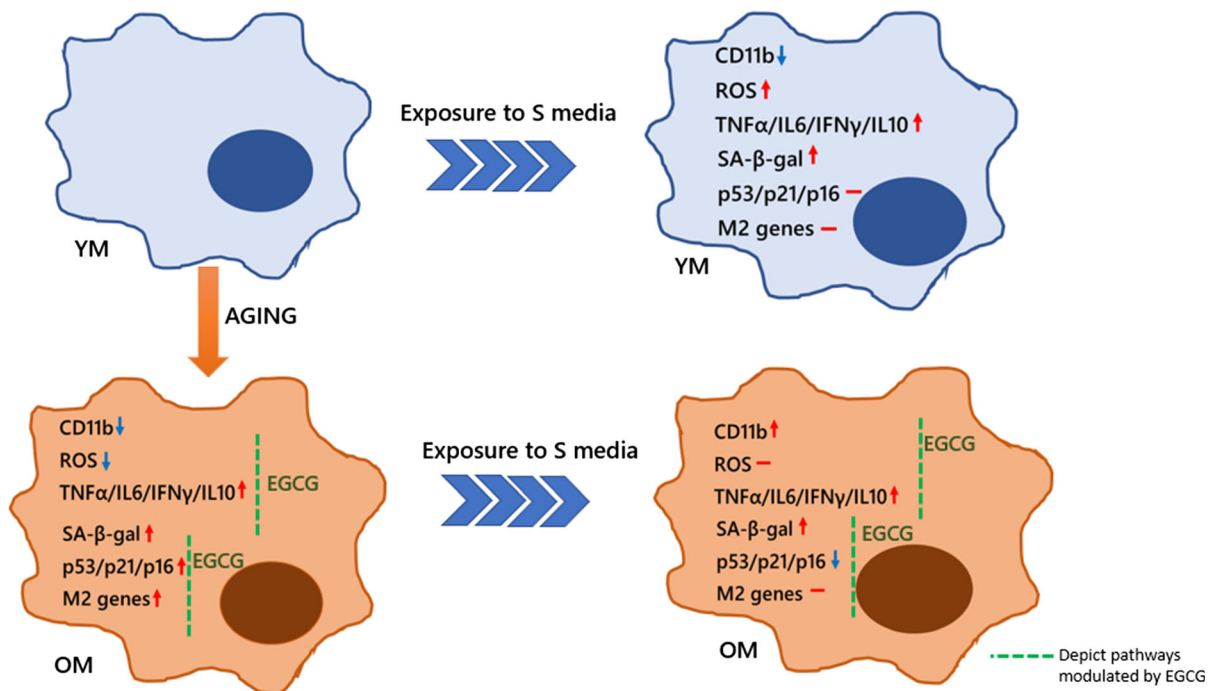 YM
Exposure to S media
CD11b↓
ROS↑
TNFα/IL6/IFNγ/IL10↑
SA-β-gal↑
p53/p21/p16 –
M2 genes –
YM
AGING
CD11b↓
ROS↓
TNFα/IL6/IFNγ/IL10↑
EGCG
SA-β-gal↑
p53/p21/p16↑
EGCG
M2 genes↑
OM
Exposure to S media
CD11b↑
ROS –
TNFα/IL6/IFNγ/IL10↑
EGCG
SA-β-gal↑
p53/p21/p16↓
EGCG
M2 genes –
OM
Depict pathways
modulated by EGCG